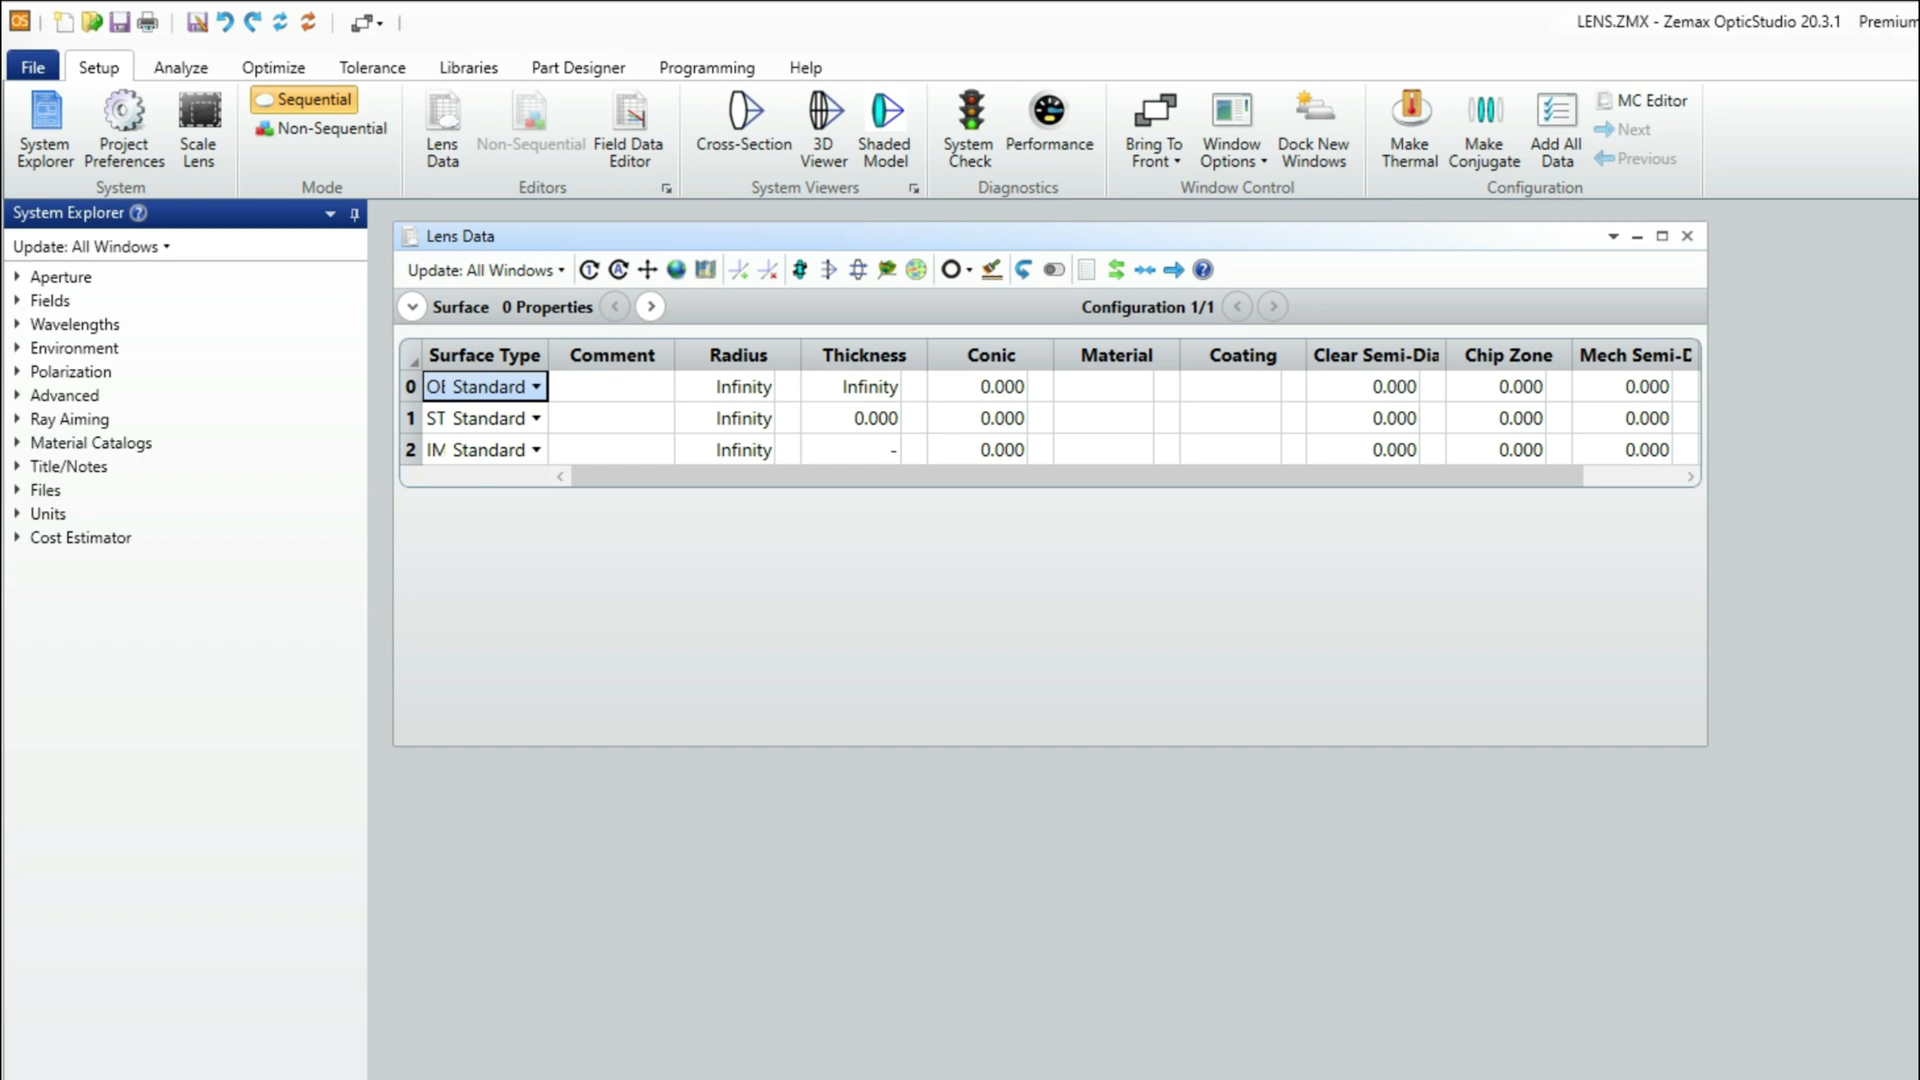 OS LENS.ZMX - Zemax OpticStudio 20.3.1 Premium
File Setup Analyze Optimize Tolerance Libraries Part Designer Programming Help
System Explorer
Project Preferences
Scale Lens
System
Sequential
Non-Sequential
Mode
Lens Data
Non-Sequential
Field Data Editor
Editors
Cross-Section
3D Viewer
Shaded Model
System Viewers
System Check
Performance
Diagnostics
Bring To Front
Window Options
Dock New Windows
Window Control
Make Thermal
Make Conjugate
Add All Data
MC Editor
Next
Previous
Configuration
System Explorer ?
Update: All Windows
Aperture
Fields
Wavelengths
Environment
Polarization
Advanced
Ray Aiming
Material Catalogs
Title/Notes
Files
Units
Cost Estimator
Lens Data
Update: All Windows
Surface 0 Properties Configuration 1/1
Surface Type Comment Radius Thickness Conic Material Coating Clear Semi-Dia Chip Zone Mech Semi-D
0 OB Standard Infinity Infinity 0.000 0.000 0.000 0.000
1 ST Standard Infinity 0.000 0.000 0.000 0.000 0.000
2 IM Standard Infinity - 0.000 0.000 0.000 0.000